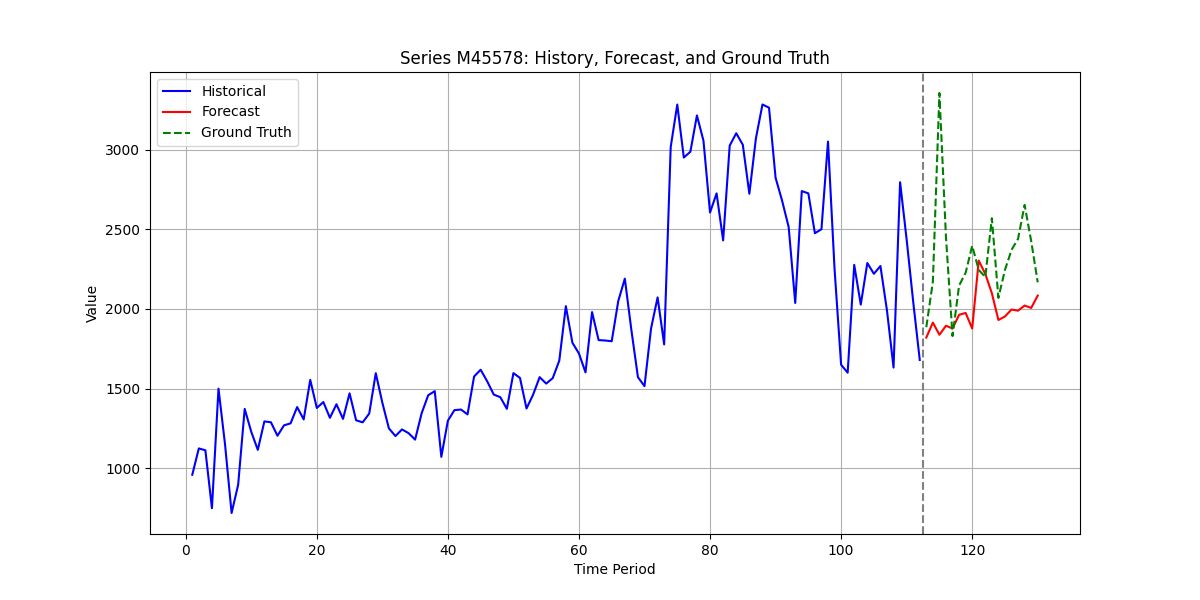 Series M45578: History, Forecast, and Ground Truth
Historical
Forecast
Ground Truth
3000
2500
2000
1500
1000
Value
0 20 40 60 80 100 120
Time Period